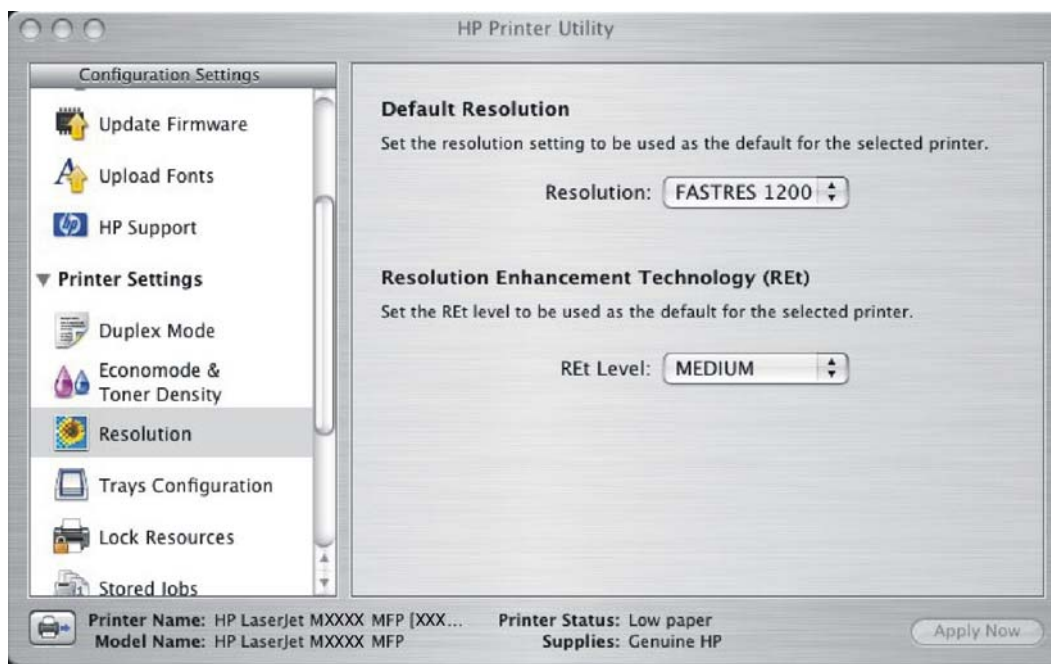 HP Printer Utility
Configuration Settings
Update Firmware
Upload Fonts
hp HP Support
Printer Settings
Duplex Mode
Economode &
Toner Density
Resolution
Trays Configuration
Lock Resources
Stored Jobs
Default Resolution
Set the resolution setting to be used as the default for the selected printer.
Resolution: FASTRES 1200
Resolution Enhancement Technology (REt)
Set the REt level to be used as the default for the selected printer.
REt Level: MEDIUM
Printer Name: HP LaserJet MXXXX MFP [XXX...
Model Name: HP LaserJet MXXXX MFP
Printer Status: Low paper
Supplies: Genuine HP
Apply Now